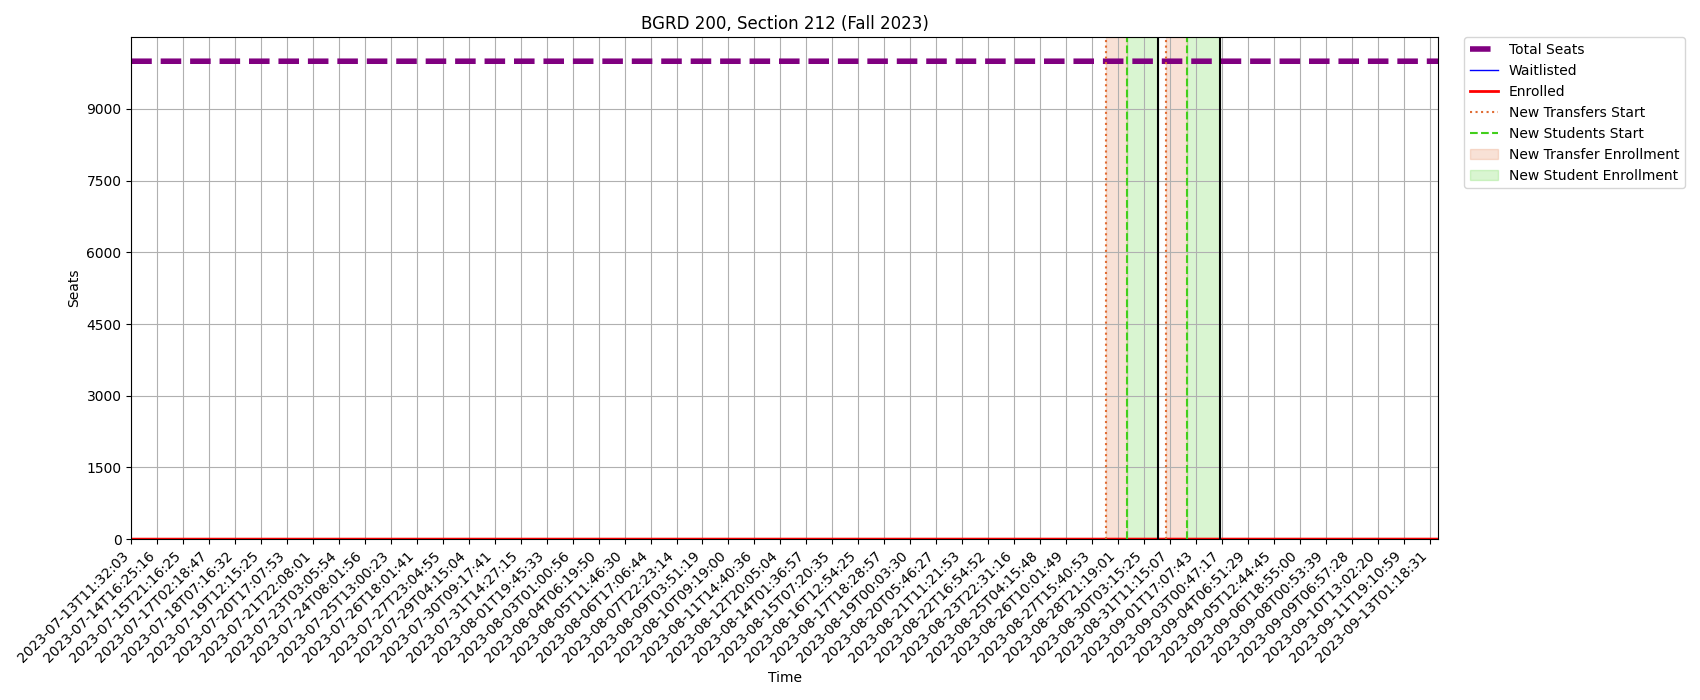 BGRD 200, Section 212 (Fall 2023)
Total Seats
Waitlisted
Enrolled
New Transfers Start
New Students Start
New Transfer Enrollment
New Student Enrollment
Seats
9000
7500
6000
4500
3000
1500
0
2023-07-13T11:32:03
2023-07-14T16:25:16
2023-07-15T21:16:25
2023-07-17T02:18:47
2023-07-18T07:16:32
2023-07-19T12:15:25
2023-07-20T17:07:53
2023-07-21T22:08:01
2023-07-23T03:05:54
2023-07-24T08:01:56
2023-07-25T13:00:23
2023-07-26T18:01:41
2023-07-27T23:04:55
2023-07-29T04:15:04
2023-07-30T09:17:41
2023-07-31T14:27:15
2023-08-01T19:45:33
2023-08-03T01:00:56
2023-08-04T06:19:50
2023-08-05T11:46:30
2023-08-06T17:06:44
2023-08-07T22:23:14
2023-08-09T03:51:19
2023-08-10T09:19:00
2023-08-11T14:40:36
2023-08-12T20:05:04
2023-08-14T01:36:57
2023-08-15T07:20:35
2023-08-16T12:54:25
2023-08-17T18:28:57
2023-08-19T00:03:30
2023-08-20T05:46:27
2023-08-21T11:21:53
2023-08-22T16:54:52
2023-08-23T22:31:16
2023-08-25T04:15:48
2023-08-26T10:01:49
2023-08-27T15:40:53
2023-08-28T21:19:01
2023-08-30T03:15:25
2023-08-31T11:15:07
2023-09-01T17:07:43
2023-09-03T00:47:17
2023-09-04T06:51:29
2023-09-05T12:44:45
2023-09-06T18:55:00
2023-09-08T00:53:39
2023-09-09T06:57:28
2023-09-10T13:02:20
2023-09-11T19:10:59
2023-09-13T01:18:31
Time